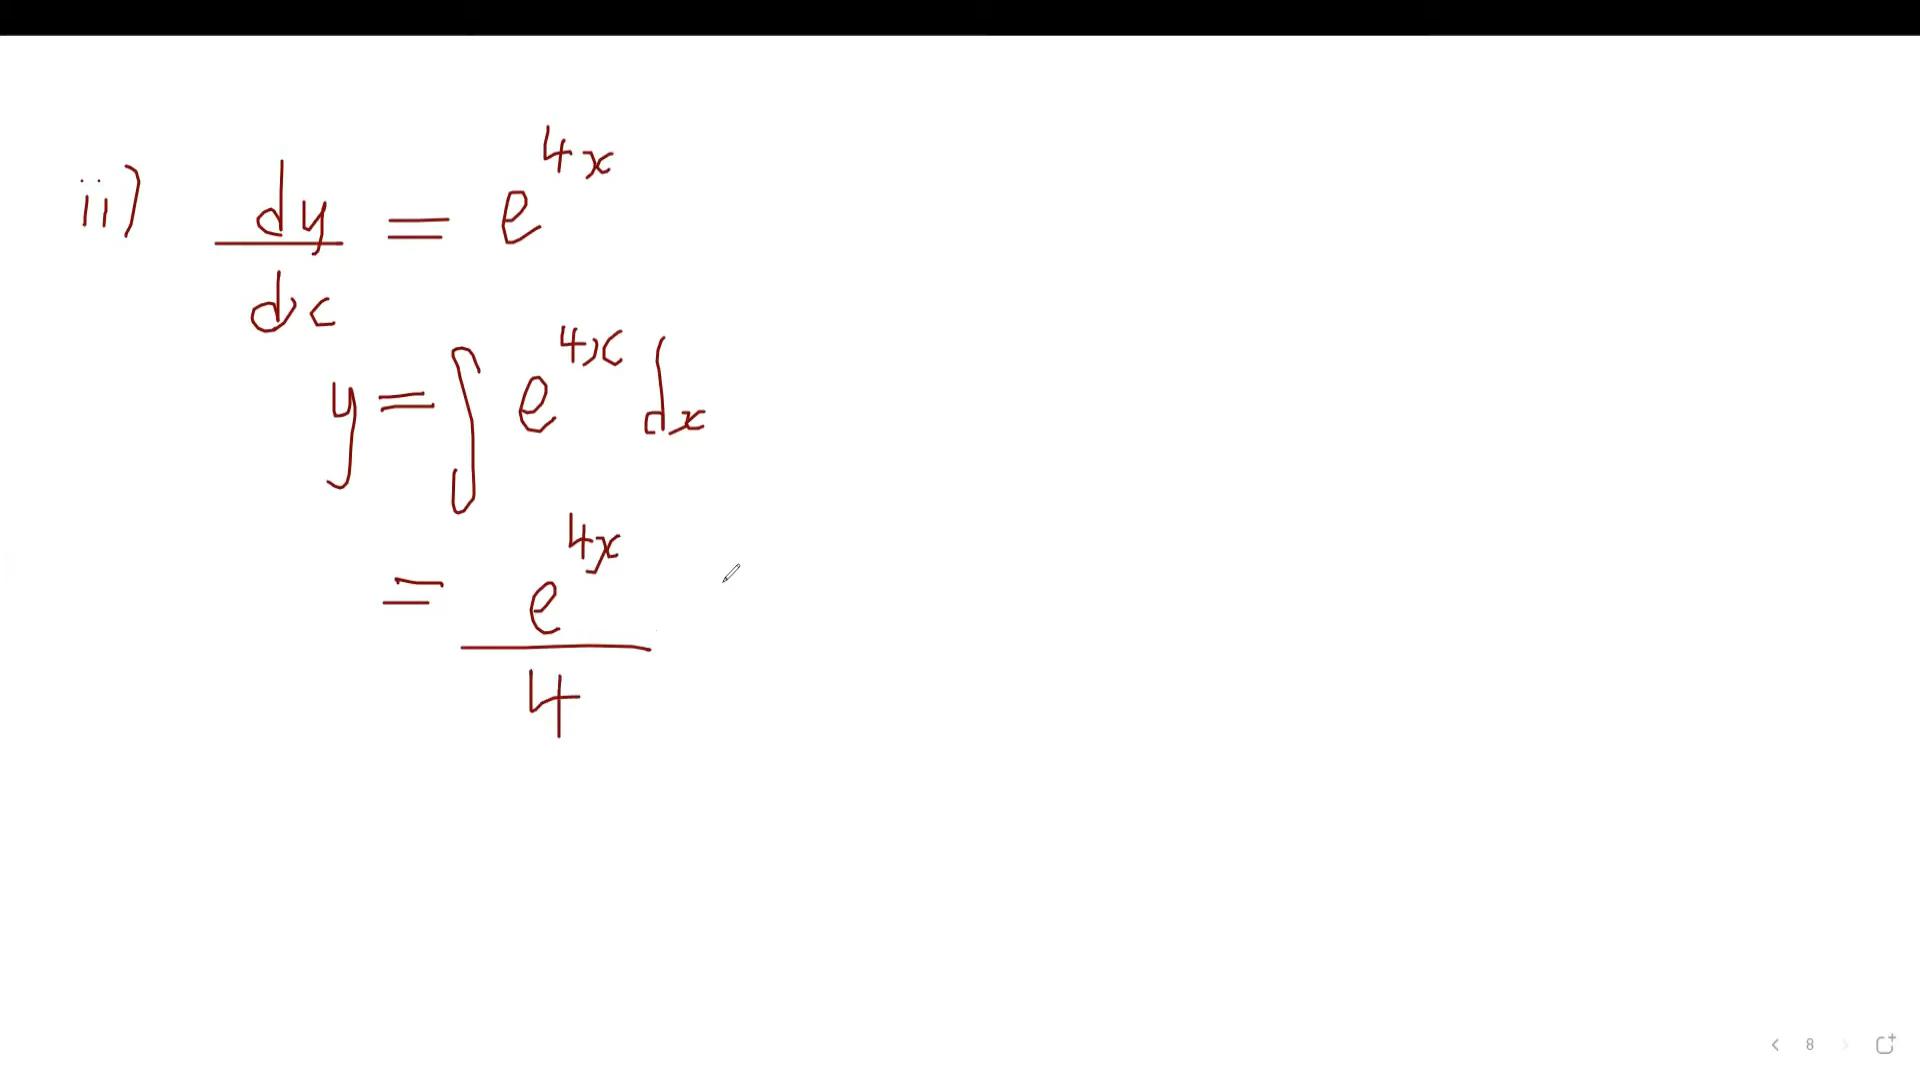 ii) dy/dx = e^4x
y = ∫ e^4x dx
= e^4x/4
8